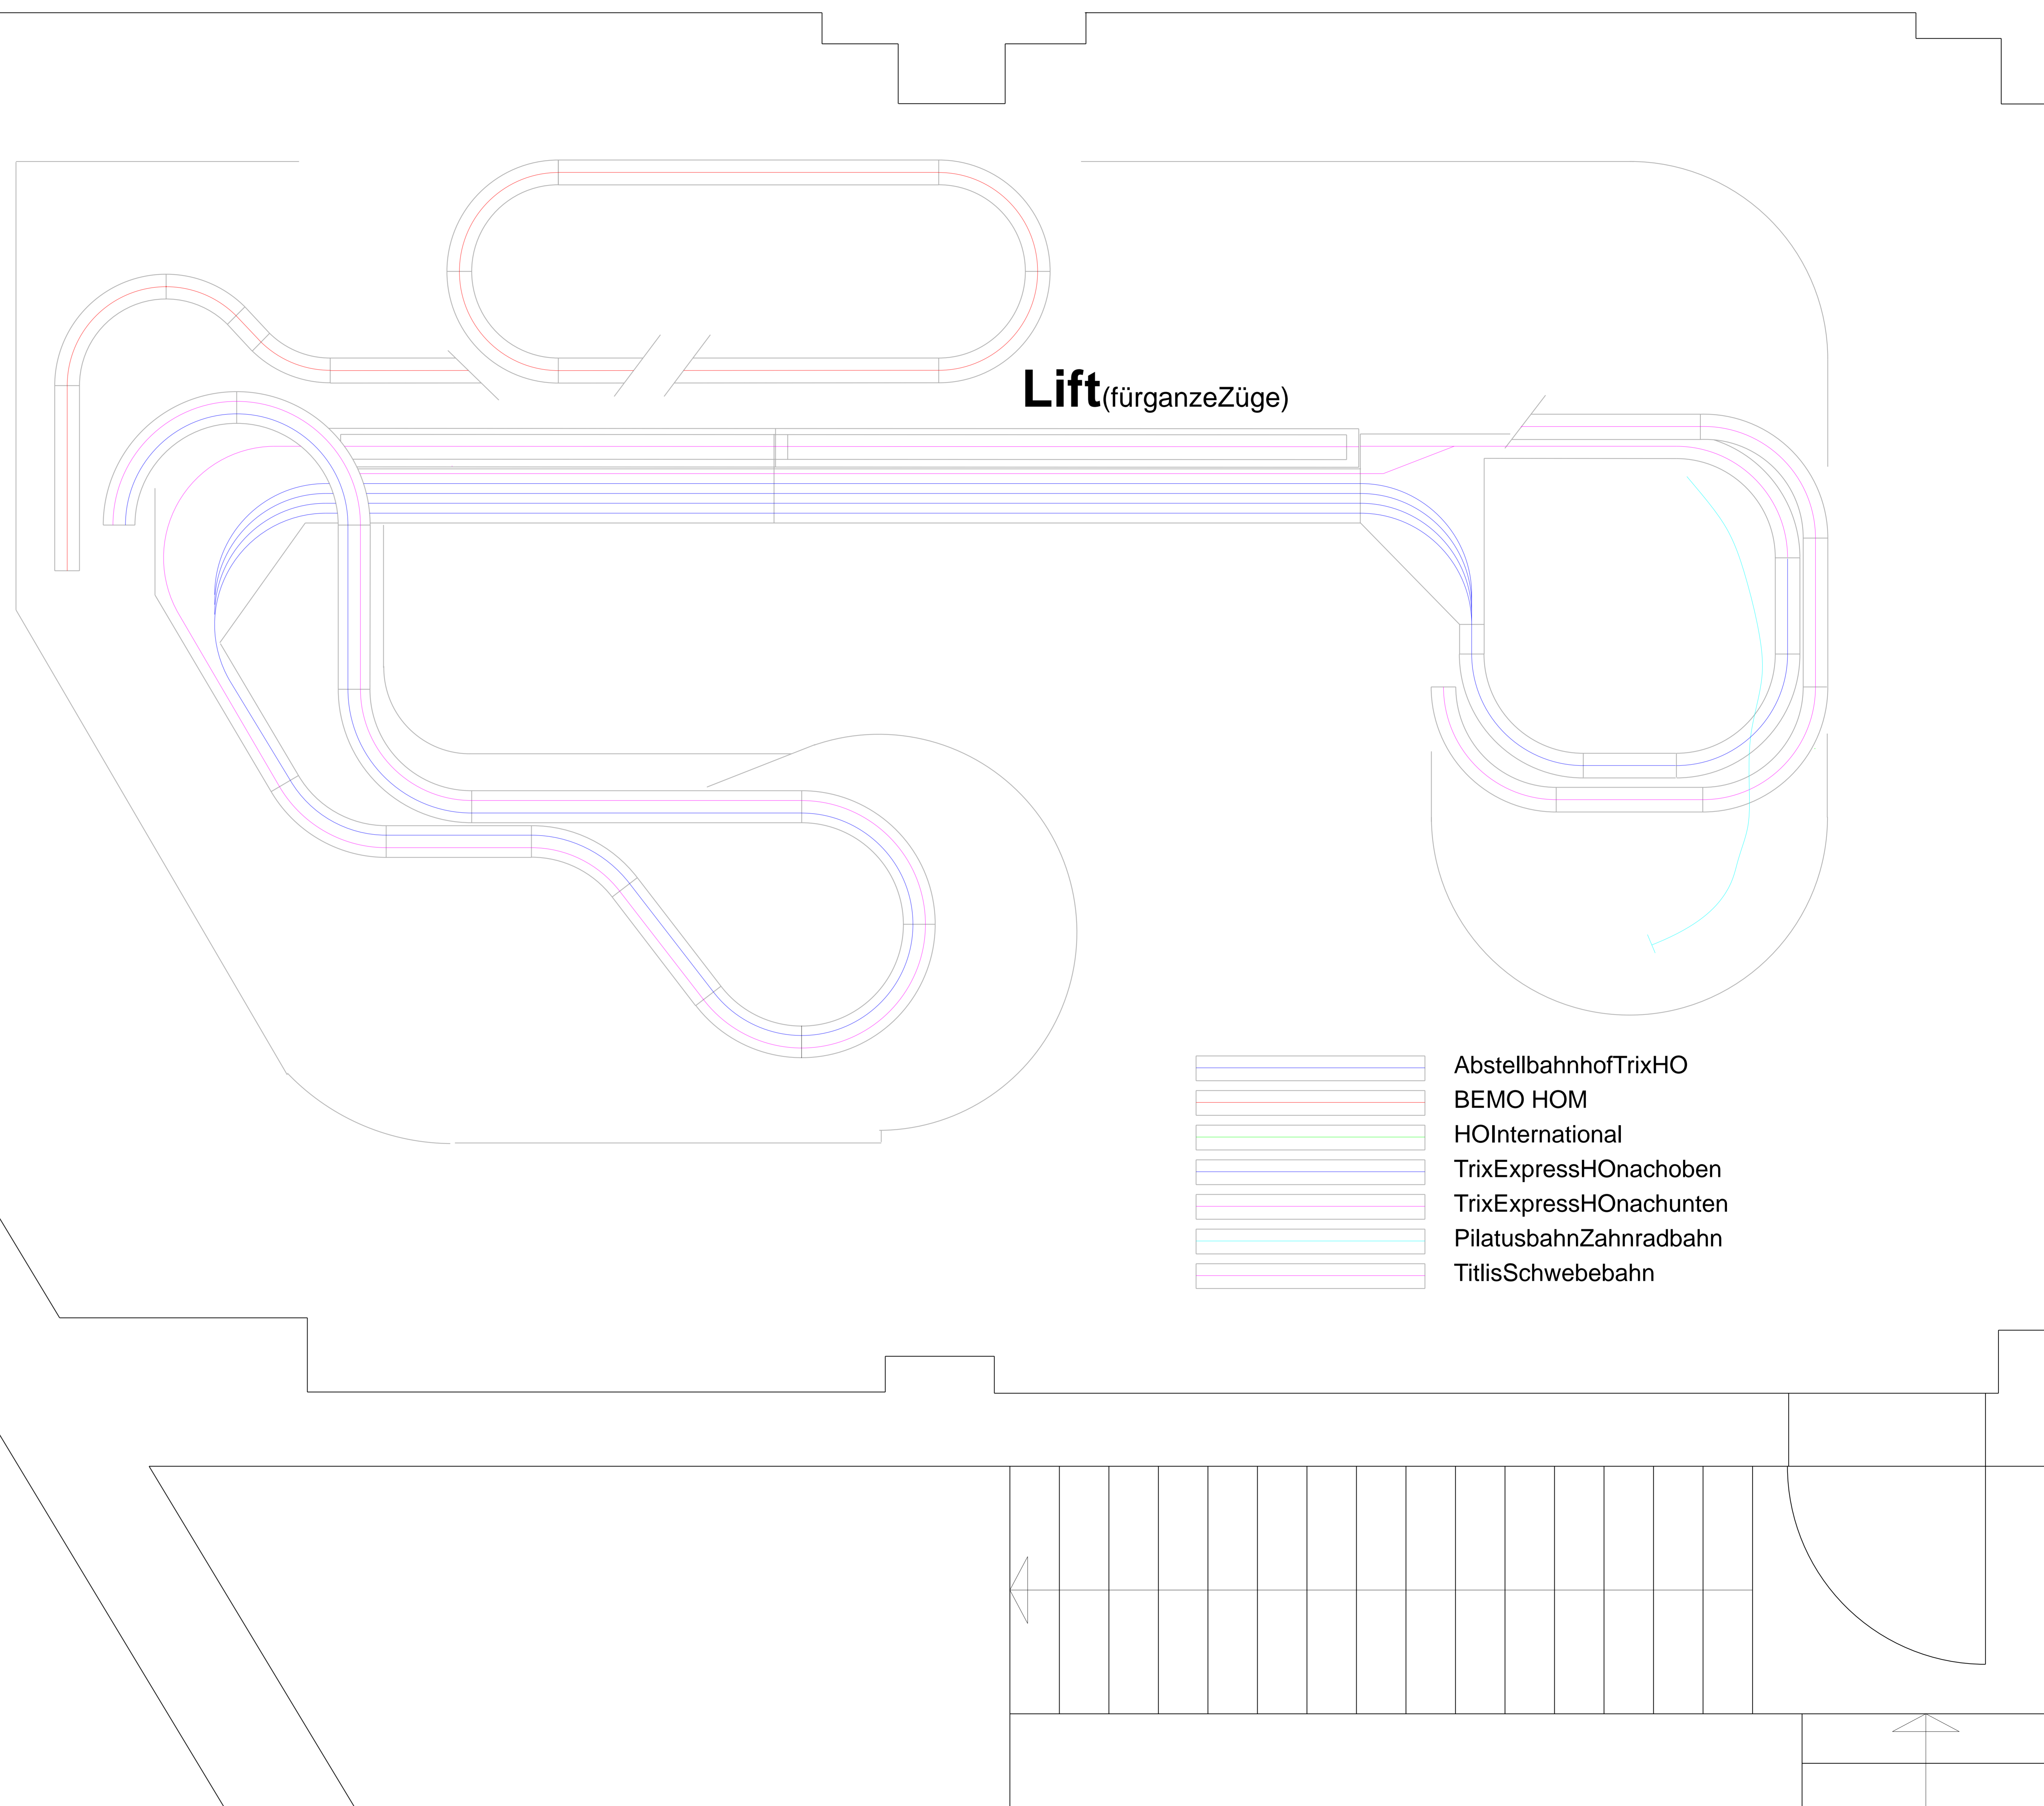 Lift(fürganzeZüge)
AbstellbahnhofTrixHO
BEMO HOM
HOInternational
TrixExpressHOnachoben
TrixExpressHOnachunten
PilatusbahnZahnradbahn
TitlisSchwebebahn